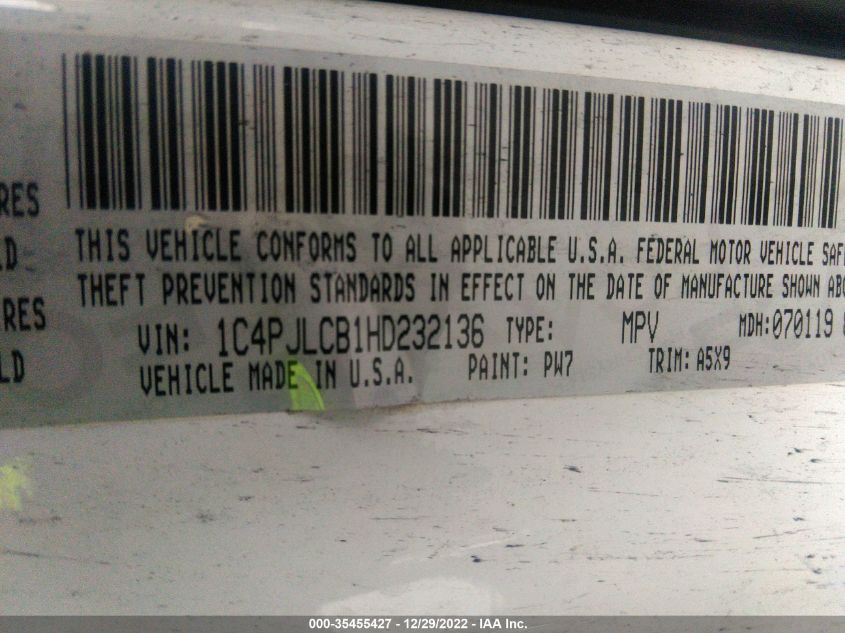 RES
LD
RES
LD
THIS VEHICLE CONFORMS TO ALL APPLICABLE U.S.A. FEDERAL MOTOR VEHICLE SAF
THEFT PREVENTION STANDARDS IN EFFECT ON THE DATE OF MANUFACTURE SHOWN ABO
VIN: 1C4PJLCB1HD232136 TYPE: MPV MDH:070119
VEHICLE MADE IN U.S.A. PAINT: PW7 TRIM: A5X9
000-35455427 - 12/29/2022 - IAA Inc.